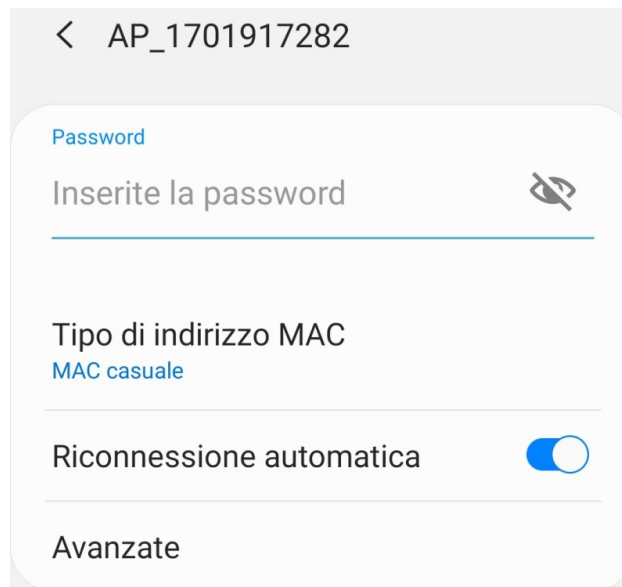 AP_1701917282
Password
Inserite la password
Tipo di indirizzo MAC
MAC casuale
Riconnessione automatica
Avanzate